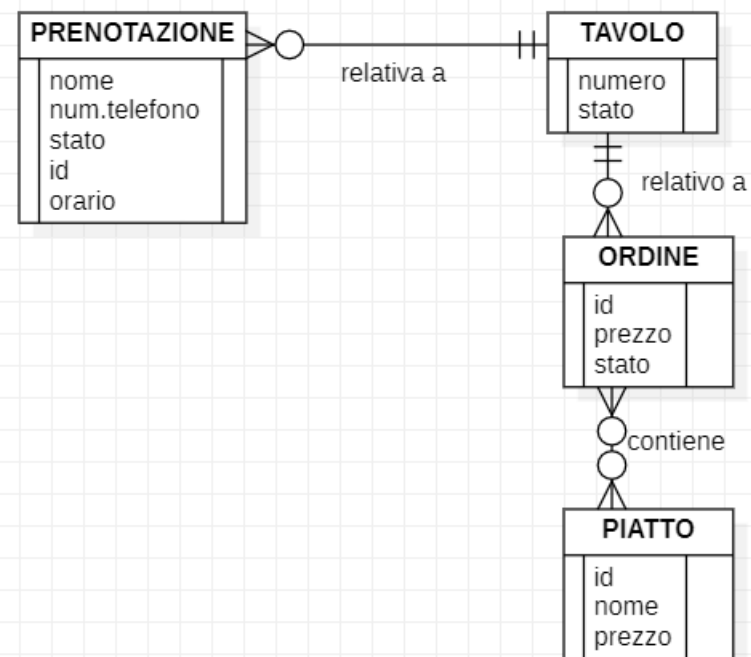 PRENOTAZIONE
nome
num.telefono
stato
id
orario
relativa a
TAVOLO
numero
stato
relativo a
ORDINE
id
prezzo
stato
contiene
PIATTO
id
nome
prezzo